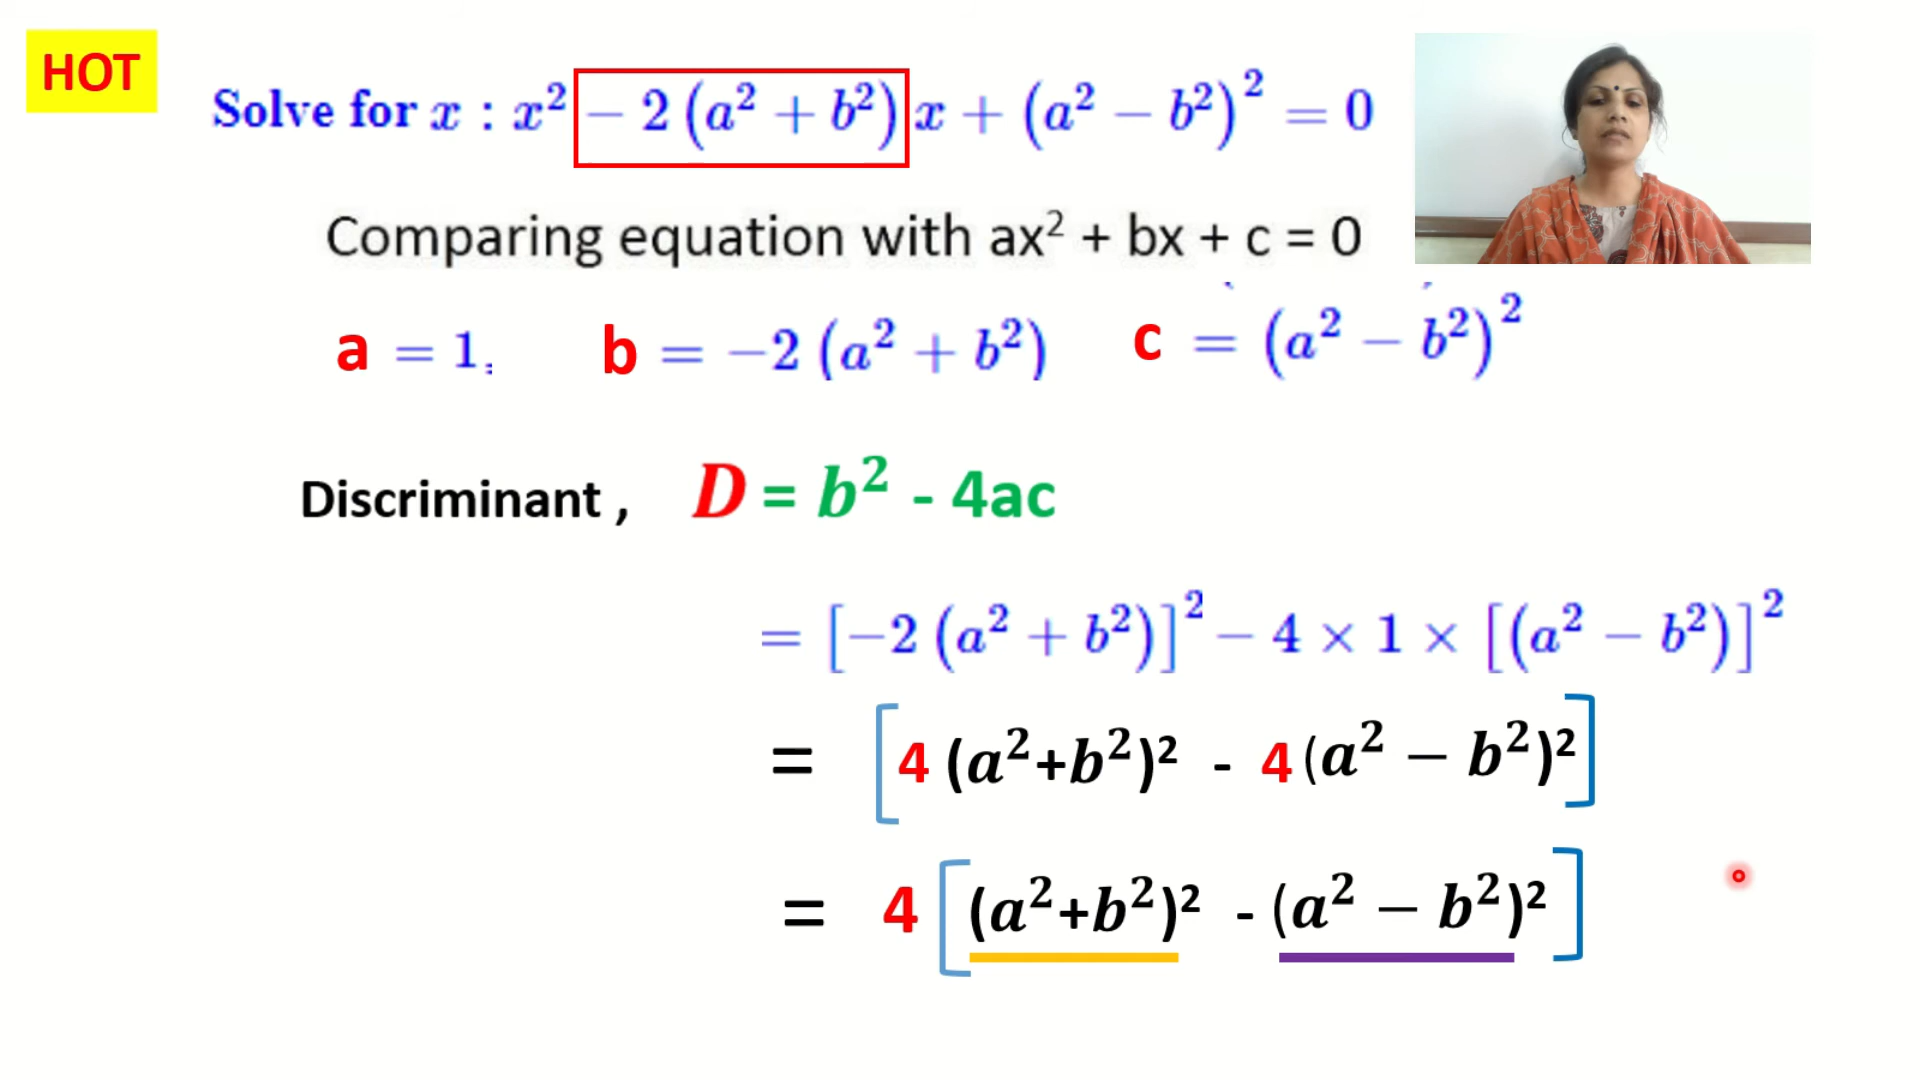 HOT
Solve for x : x² − 2 (a² + b²) x + (a² − b²)² = 0
Comparing equation with ax² + bx + c = 0
a = 1, b = −2 (a² + b²) c = (a² − b²)²
Discriminant , D = b² - 4ac
= [−2 (a² + b²)]² − 4 × 1 × [(a² − b²)]²
= [4 (a²+b²)² - 4 (a² − b²)²]
= 4 [(a²+b²)² - (a² − b²)²]